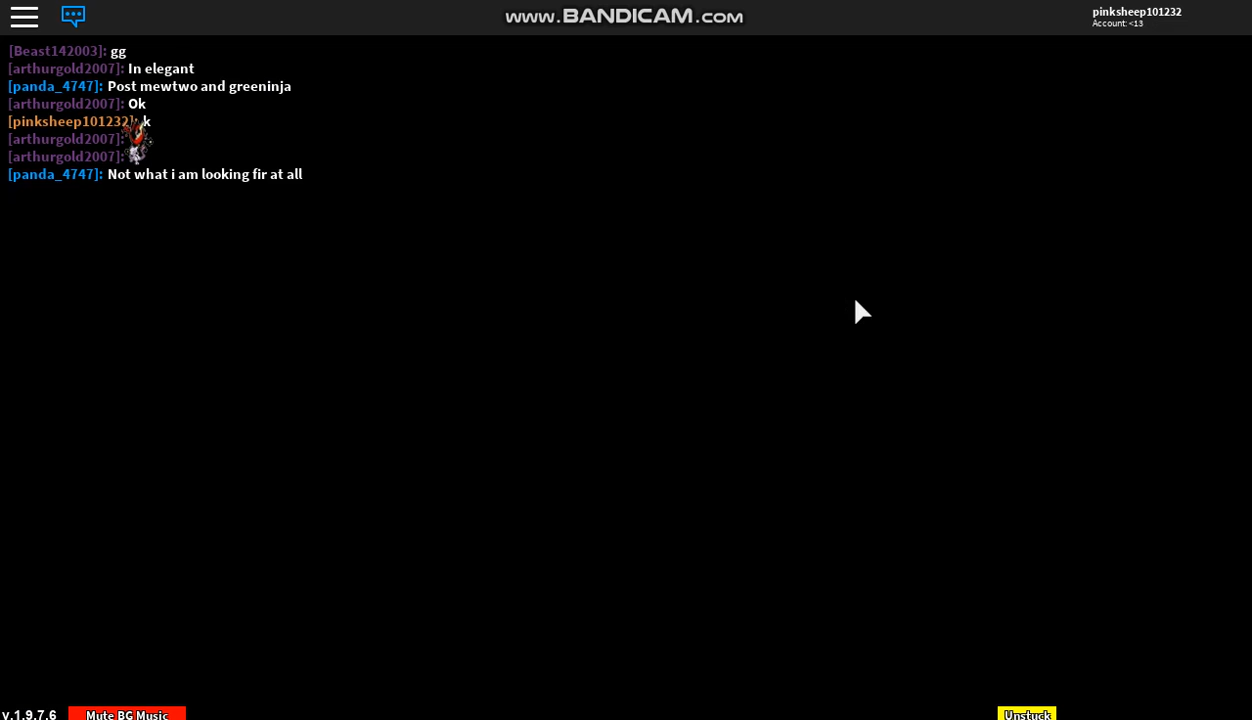 www.BANDICAM.com
pinksheep101232
Account: <13
[Beast142003]: gg
[arthurgold2007]: In elegant
[panda_4747]: Post mewtwo and greeninja
[arthurgold2007]: Ok
[pinksheep101232]: k
[arthurgold2007]:
[arthurgold2007]:
[panda_4747]: Not what i am looking fir at all
v.1.9.7.6
Mute BG Music
Unstuck